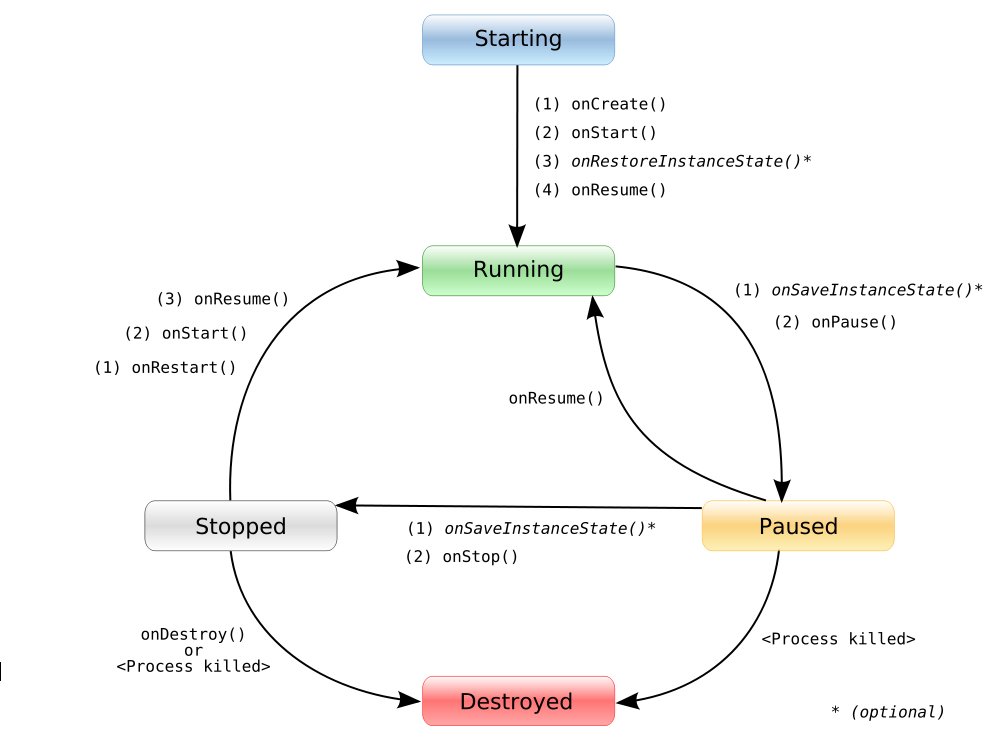 Starting
(1) onCreate()
(2) onStart()
(3) onRestoreInstanceState()*
(4) onResume()
Running
(3) onResume()
(2) onStart()
(1) onRestart()
(1) onSaveInstanceState()*
(2) onPause()
onResume()
Stopped
(1) onSaveInstanceState()*
(2) onStop()
Paused
onDestroy()
or
<Process killed>
<Process killed>
Destroyed
* (optional)